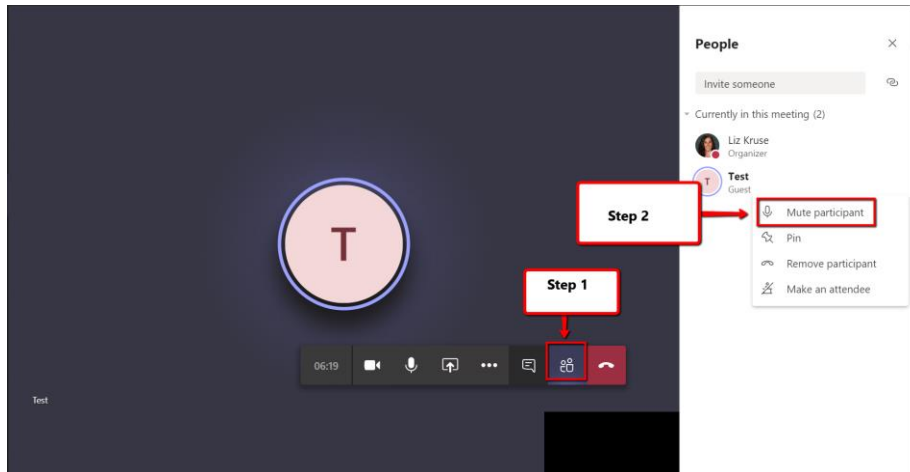 People
Invite someone
Currently in this meeting (2)
Liz Kruse
Organizer
T
Test
Guest
Step 2
Mute participant
Pin
Remove participant
Make an attendee
T
Step 1
06:19
Test